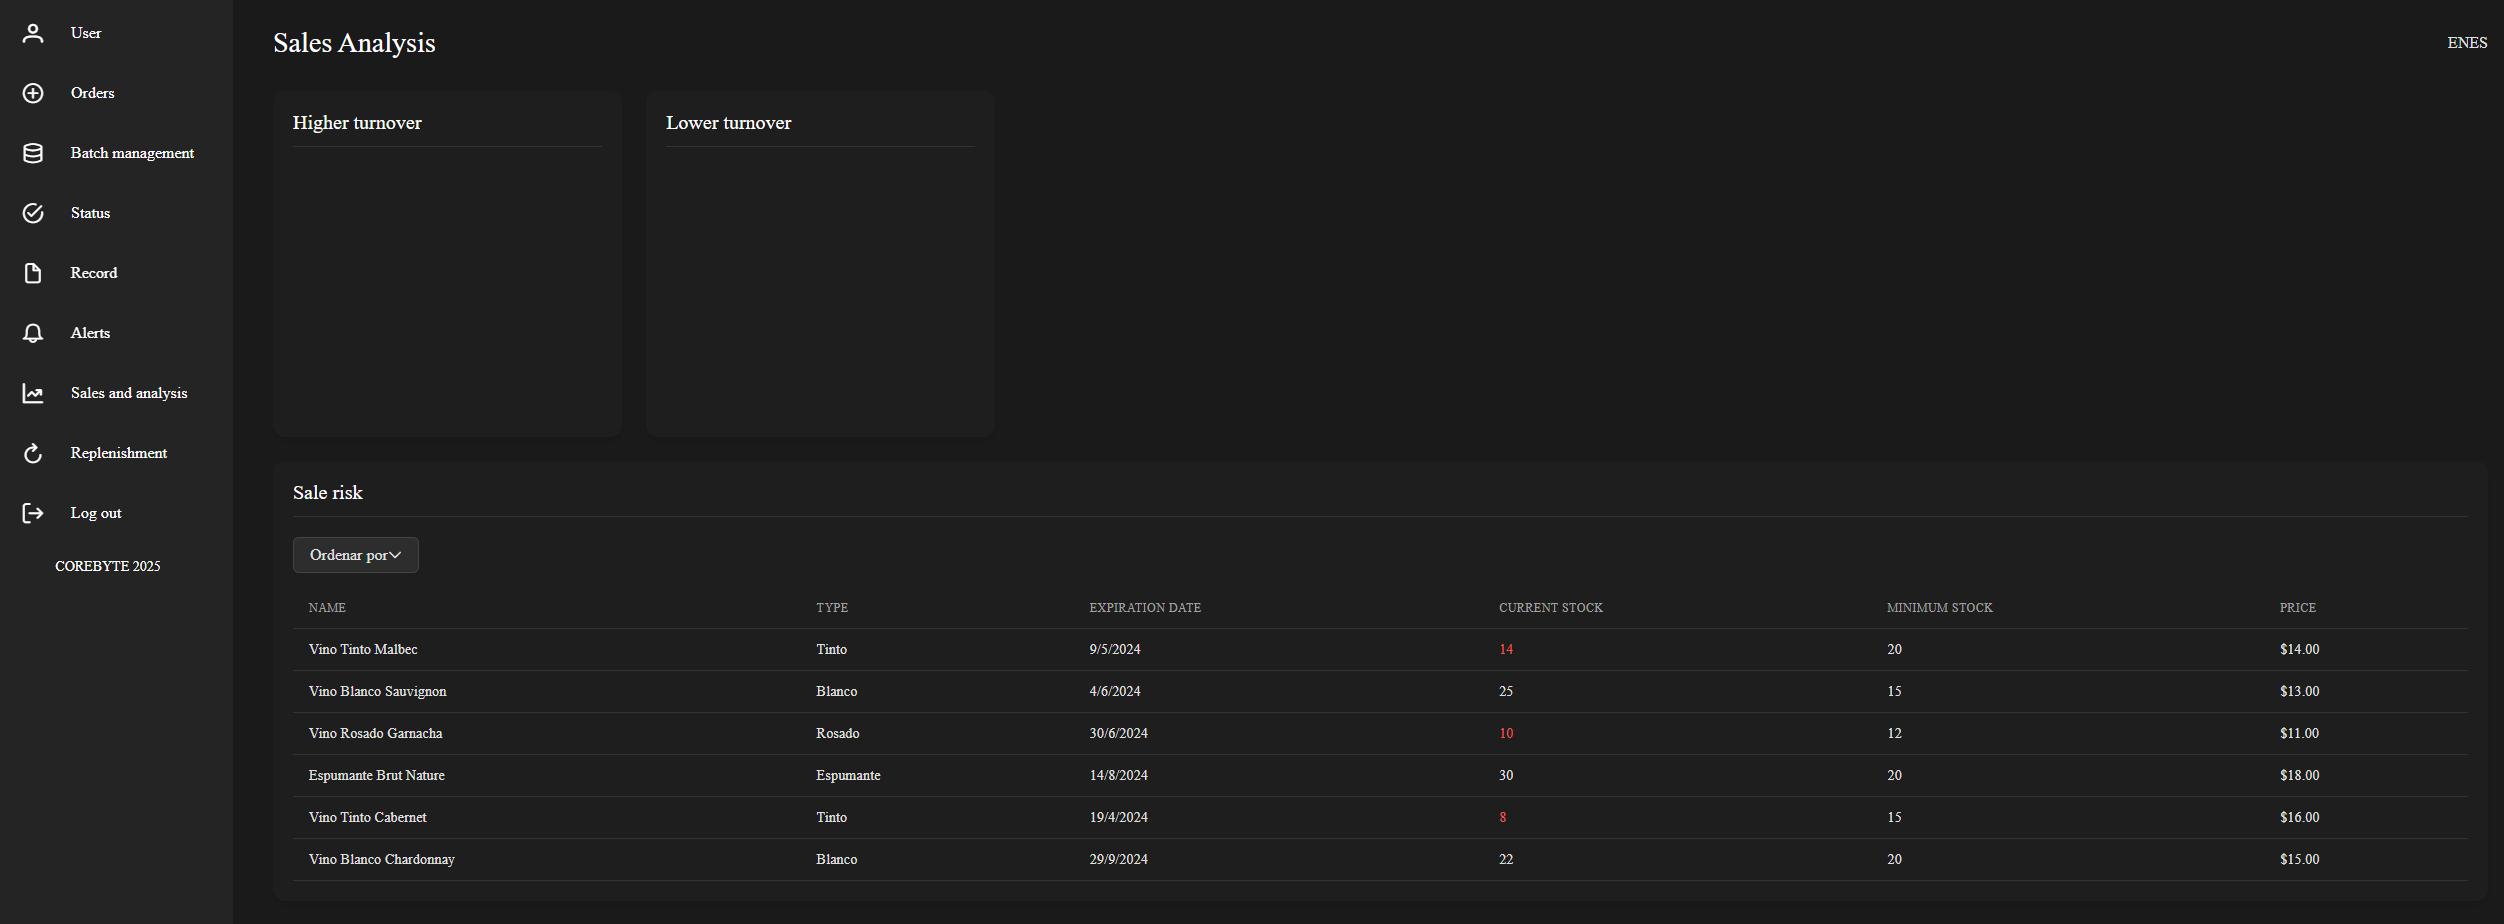 User
Orders
Batch management
Status
Record
Alerts
Sales and analysis
Replenishment
Log out
COREBYTE 2025
Sales Analysis
ENES
Higher turnover
Lower turnover
Sale risk
Ordenar por
NAME TYPE EXPIRATION DATE CURRENT STOCK MINIMUM STOCK PRICE
Vino Tinto Malbec Tinto 9/5/2024 14 20 $14.00
Vino Blanco Sauvignon Blanco 4/6/2024 25 15 $13.00
Vino Rosado Garnacha Rosado 30/6/2024 10 12 $11.00
Espumante Brut Nature Espumante 14/8/2024 30 20 $18.00
Vino Tinto Cabernet Tinto 19/4/2024 8 15 $16.00
Vino Blanco Chardonnay Blanco 29/9/2024 22 20 $15.00